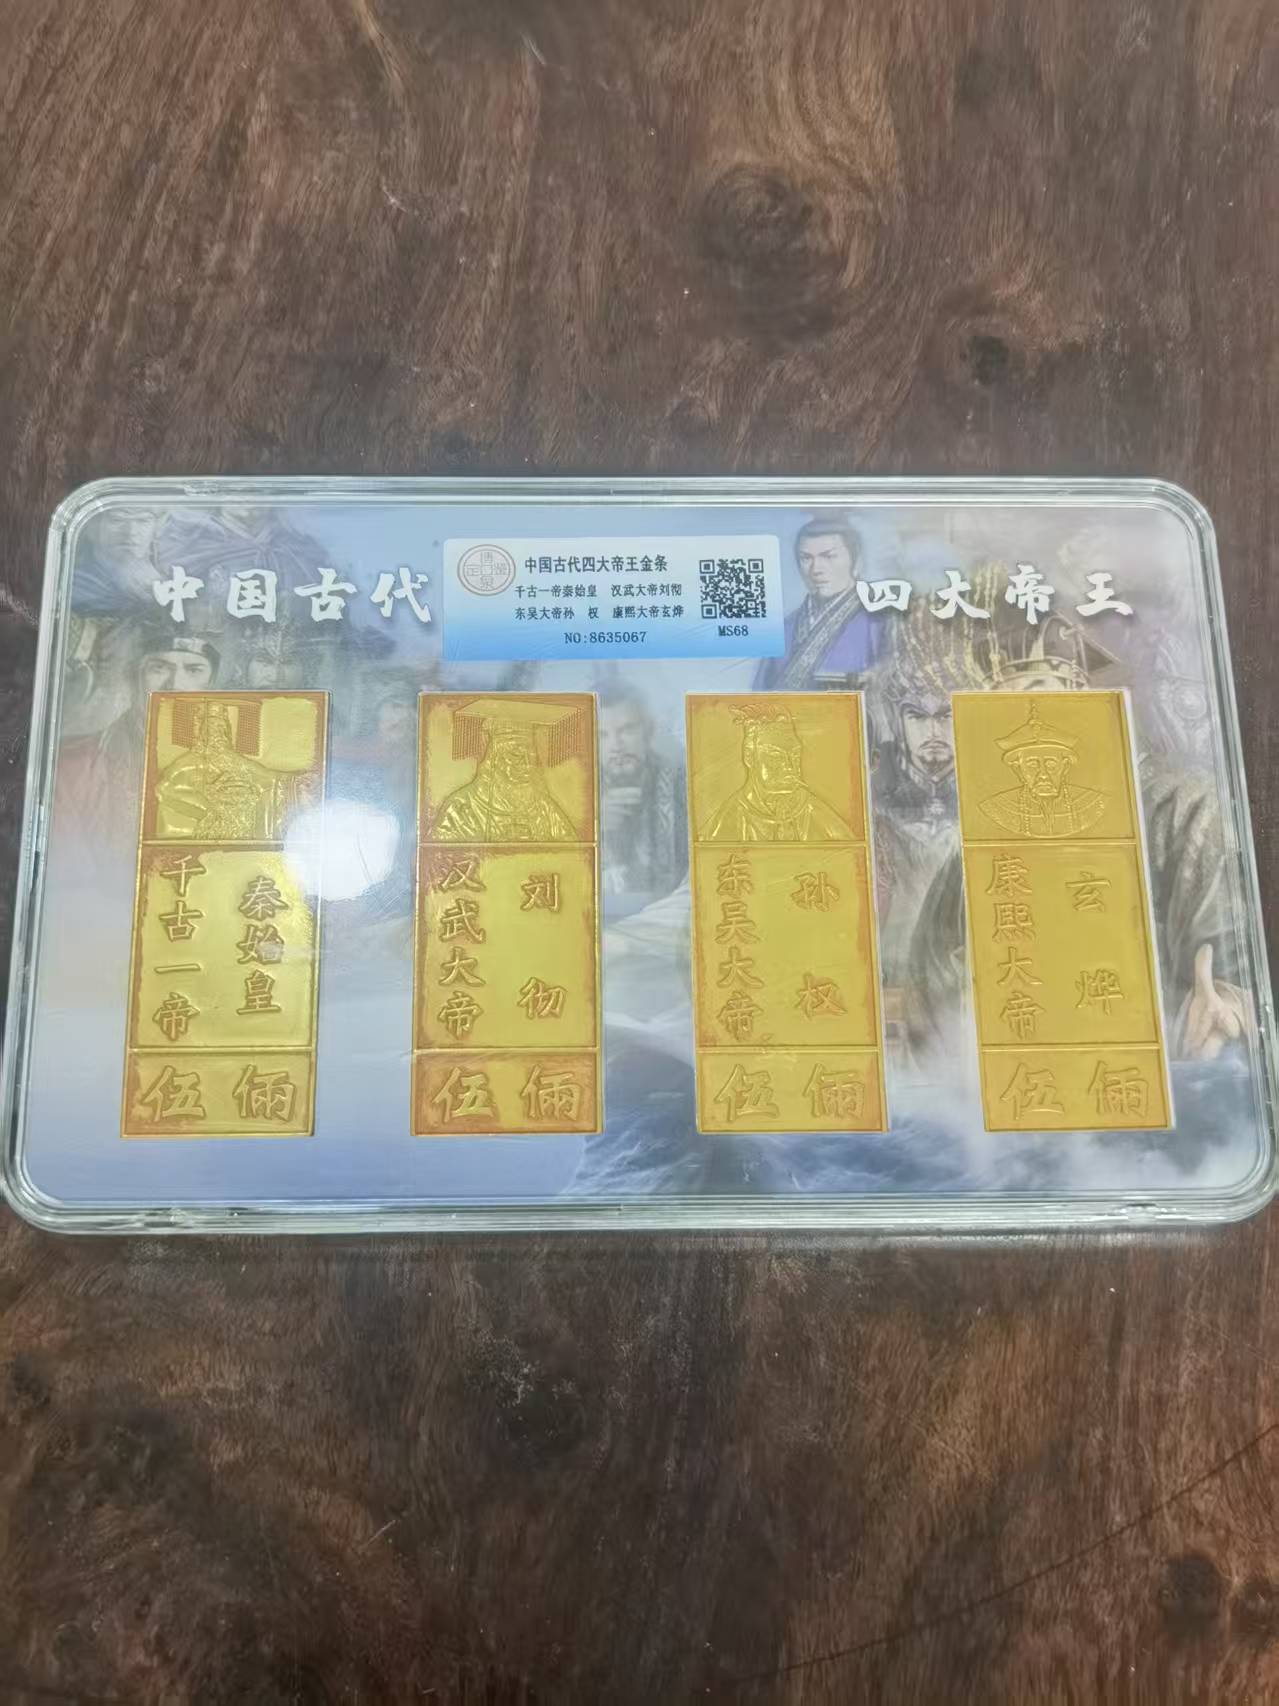 中国古代
四大帝王
中国古代四大帝王金条
千古一帝秦始皇 汉武大帝刘彻
东吴大帝孙 权 康熙大帝玄烨
NO:8635067
MS68
千古一帝
秦始皇
伍俩
汉武大帝
刘彻
伍俩
东吴大帝
孙权
伍俩
康熙大帝
玄烨
伍俩